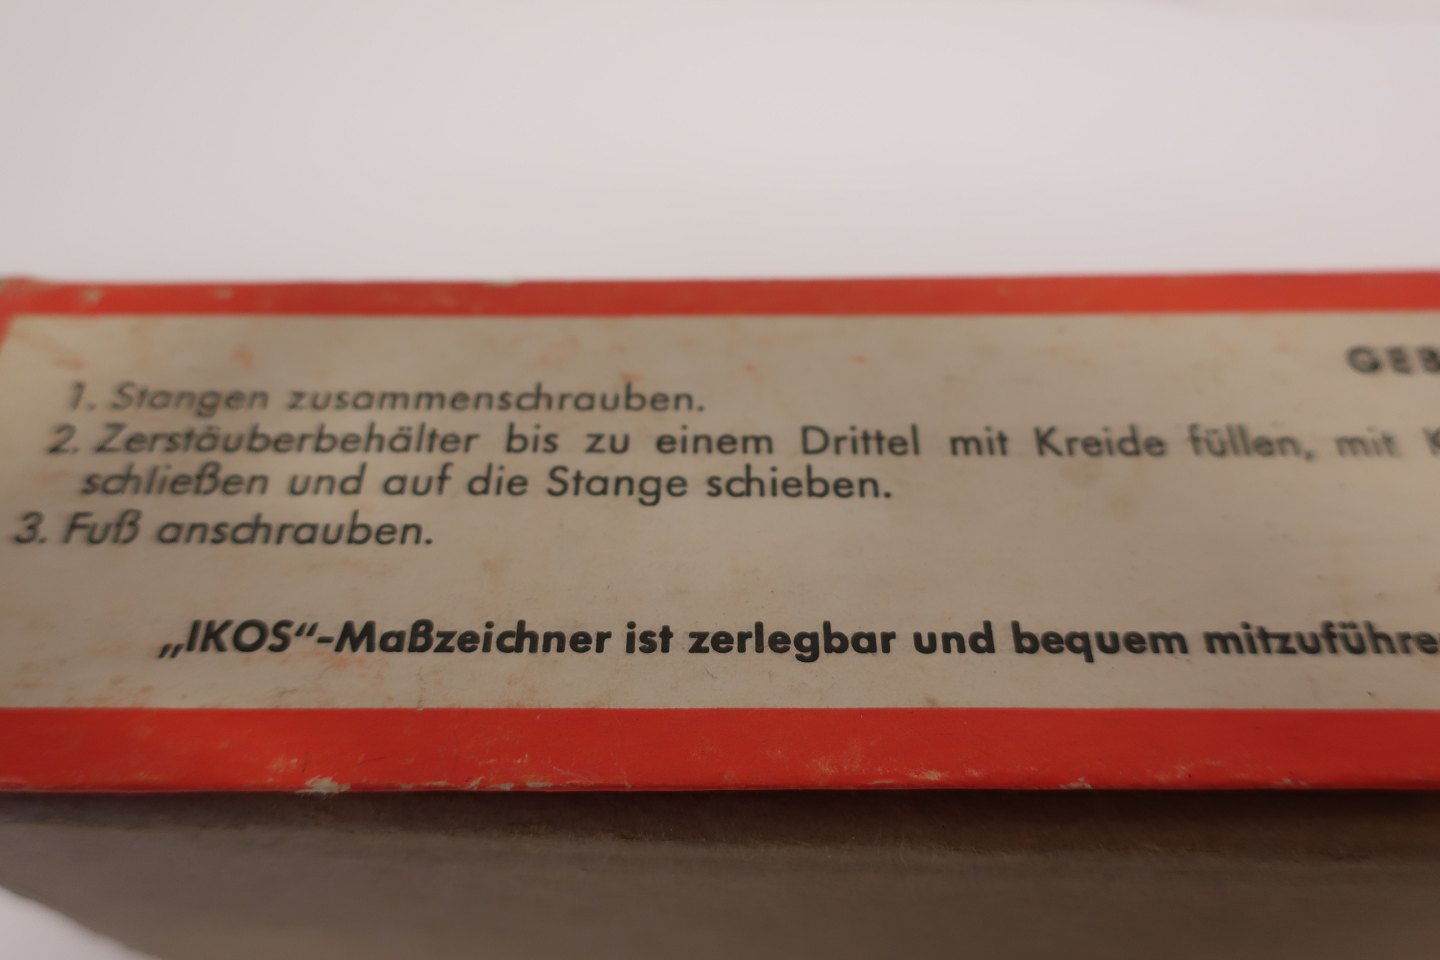 GEB
1. Stangen zusammenschrauben.
2. Zerstäuberbehälter bis zu einem Drittel mit Kreide füllen, mit K
schließen und auf die Stange schieben.
3. Fuß anschrauben.
„IKOS“-Maßzeichner ist zerlegbar und bequem mitzuführe